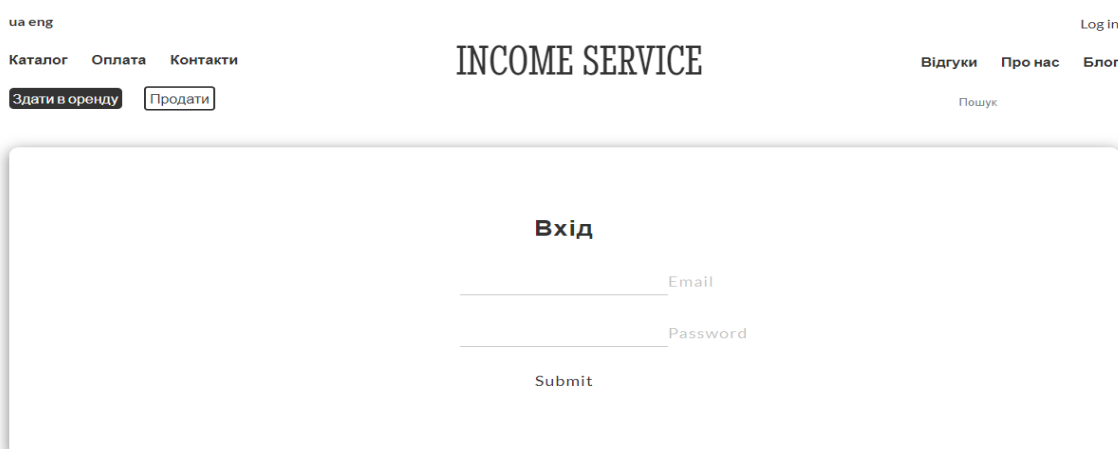 ua eng
Log in
Каталог Оплата Контакти
INCOME SERVICE
Відгуки Про нас Блог
Здати в оренду Продати
Пошук
Вхід
Email
Password
Submit